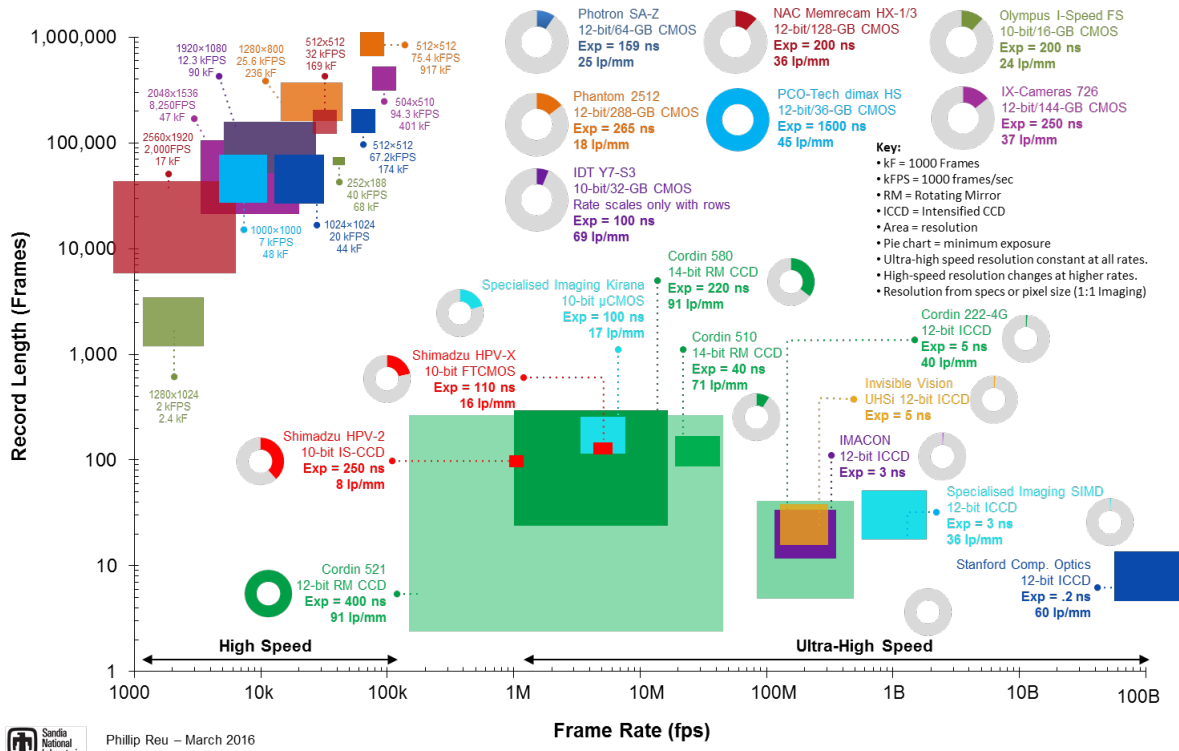 Photron SA-Z
12-bit/64-GB CMOS
Exp = 159 ns
25 lp/mm
NAC Memrecam HX-1/3
12-bit/128-GB CMOS
Exp = 200 ns
36 lp/mm
Olympus I-Speed FS
10-bit/16-GB CMOS
Exp = 200 ns
24 lp/mm
Phantom 2512
12-bit/288-GB CMOS
Exp = 265 ns
18 lp/mm
PCO-Tech dimax HS
12-bit/36-GB CMOS
Exp = 1500 ns
45 lp/mm
IX-Cameras 726
12-bit/144-GB CMOS
Exp = 250 ns
37 lp/mm
IDT Y7-S3
10-bit/32-GB CMOS
Rate scales only with rows
Exp = 100 ns
69 lp/mm
Key:
• kF = 1000 Frames
• kFPS = 1000 frames/sec
• RM = Rotating Mirror
• ICCD = Intensified CCD
• Area = resolution
• Pie chart = minimum exposure
• Ultra-high speed resolution constant at all rates.
• High-speed resolution changes at higher rates.
• Resolution from specs or pixel size (1:1 Imaging)
1920×1080
12.3 kFPS
90 kF
1280×800
25.6 kFPS
236 kF
512x512
32 kFPS
169 kF
512×512
75.4 kFPS
917 kF
2048×1536
8,250FPS
47 kF
504x510
94.3 kFPS
401 kF
2560x1920
2,000FPS
17 kF
512×512
67.2kFPS
174 kF
252x188
40 kFPS
68 kF
1000×1000
7 kFPS
48 kF
1024×1024
20 kFPS
44 kF
1280x1024
2 kFPS
2.4 kF
Cordin 580
14-bit RM CCD
Exp = 220 ns
91 lp/mm
Specialised Imaging Kirana
10-bit µCMOS
Exp = 100 ns
17 lp/mm
Cordin 222-4G
12-bit ICCD
Exp = 5 ns
40 lp/mm
Cordin 510
14-bit RM CCD
Exp = 40 ns
71 lp/mm
Shimadzu HPV-X
10-bit FTCMOS
Exp = 110 ns
16 lp/mm
Invisible Vision
UHSi 12-bit ICCD
Exp = 5 ns
Shimadzu HPV-2
10-bit IS-CCD
Exp = 250 ns
8 lp/mm
IMACON
12-bit ICCD
Exp = 3 ns
Specialised Imaging SIMD
12-bit ICCD
Exp = 3 ns
36 lp/mm
Cordin 521
12-bit RM CCD
Exp = 400 ns
91 lp/mm
Stanford Comp. Optics
12-bit ICCD
Exp = .2 ns
60 lp/mm
High Speed
Ultra-High Speed
Record Length (Frames)
1,000,000
100,000
10,000
1,000
100
10
1
1000
10k
100k
1M
10M
100M
1B
10B
100B
Frame Rate (fps)
Sandia
National
Phillip Reu – March 2016